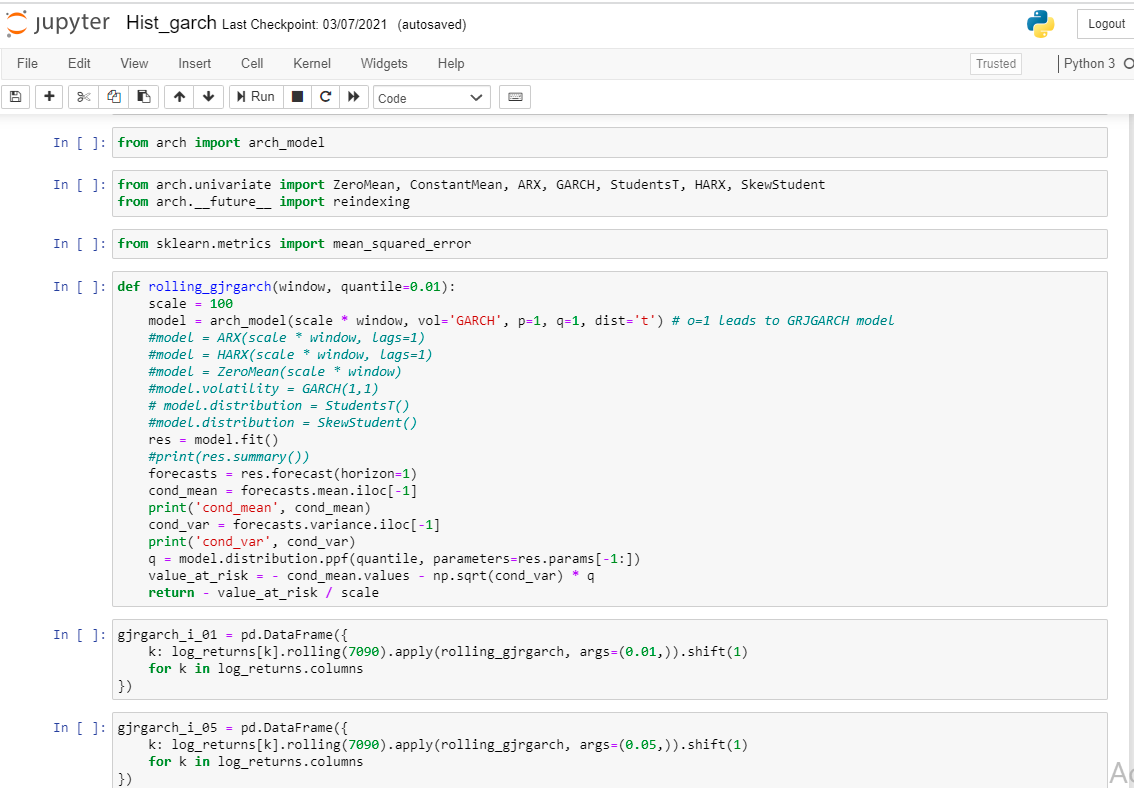 jupyter Hist_garch Last Checkpoint: 03/07/2021 (autosaved)
Logout
File Edit View Insert Cell Kernel Widgets Help
Trusted
Python 3
Run
Code
In [ ]: from arch import arch_model
In [ ]: from arch.univariate import ZeroMean, ConstantMean, ARX, GARCH, StudentsT, HARX, SkewStudent
from arch.__future__ import reindexing
In [ ]: from sklearn.metrics import mean_squared_error
In [ ]: def rolling_gjrgarch(window, quantile=0.01):
    scale = 100
    model = arch_model(scale * window, vol='GARCH', p=1, q=1, dist='t') # o=1 leads to GRJGARCH model
    #model = ARX(scale * window, lags=1)
    #model = HARX(scale * window, lags=1)
    #model = ZeroMean(scale * window)
    #model.volatility = GARCH(1,1)
    # model.distribution = StudentsT()
    #model.distribution = SkewStudent()
    res = model.fit()
    #print(res.summary())
    forecasts = res.forecast(horizon=1)
    cond_mean = forecasts.mean.iloc[-1]
    print('cond_mean', cond_mean)
    cond_var = forecasts.variance.iloc[-1]
    print('cond_var', cond_var)
    q = model.distribution.ppf(quantile, parameters=res.params[-1:])
    value_at_risk = - cond_mean.values - np.sqrt(cond_var) * q
    return - value_at_risk / scale
In [ ]: gjrgarch_i_01 = pd.DataFrame({
    k: log_returns[k].rolling(7090).apply(rolling_gjrgarch, args=(0.01,)).shift(1)
    for k in log_returns.columns
})
In [ ]: gjrgarch_i_05 = pd.DataFrame({
    k: log_returns[k].rolling(7090).apply(rolling_gjrgarch, args=(0.05,)).shift(1)
    for k in log_returns.columns
})